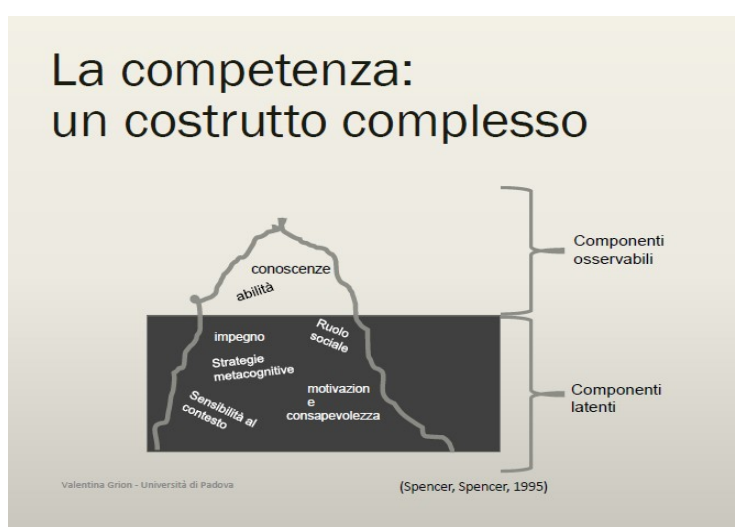 La competenza:
un costrutto complesso
Componenti
osservabili
conoscenze
abilità
impegno
Ruolo
sociale
Strategie
metacognitive
motivazion
e
consapevolezza
Sensibilità al
contesto
Componenti
latenti
Valentina Grion - Università di Padova
(Spencer, Spencer, 1995)